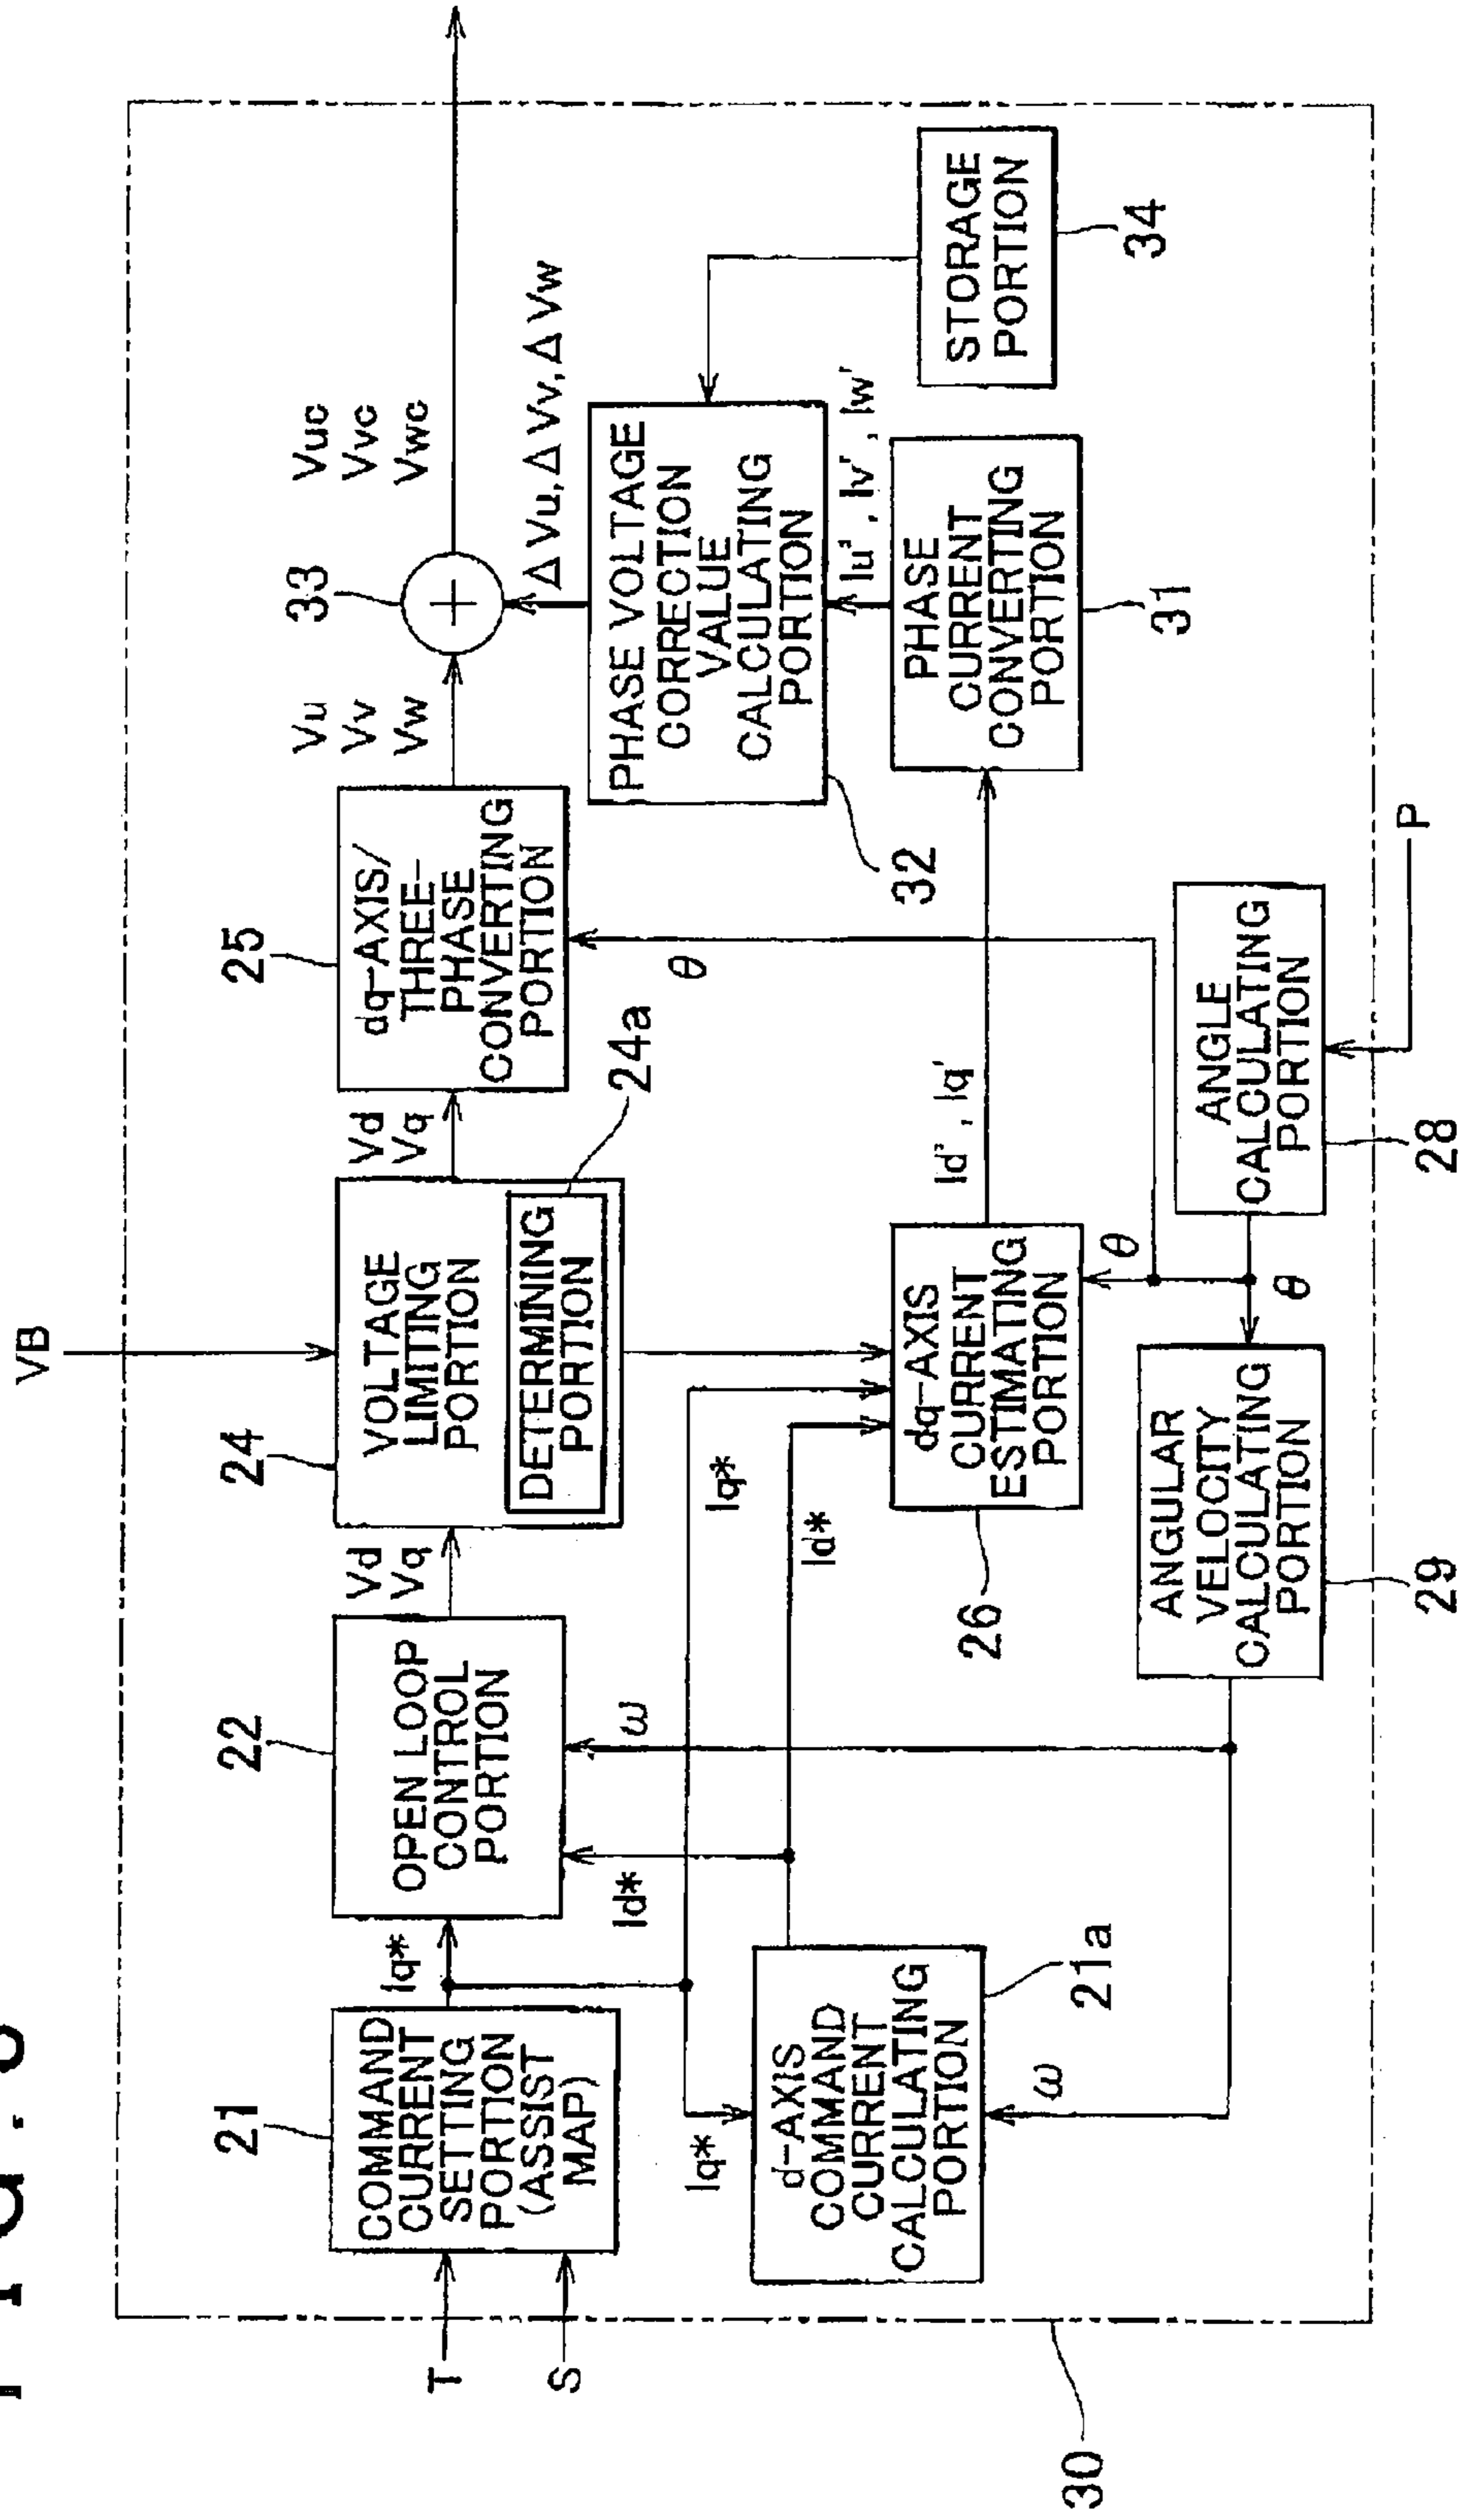 VB
21
COMMAND
CURRENT
SETTING
PORTION
(ASSIST
MAP)
T
S
Iq*
22
OPEN LOOP
CONTROL
PORTION
Vd
Vq
24
VOLTAGE
LIMITING
PORTION
DETERMINING
PORTION
24a
Vd
Vq
25
dq-AXIS/
THREE-
PHASE
CONVERTING
PORTION
θ
Vu
Vv
Vw
33
+
Vuc
Vvc
Vwc
ΔVu,ΔVv,ΔVw
PHASE VOLTAGE
CORRECTION
VALUE
CALCULATING
PORTION
32
Iu', Iv', Iw'
PHASE
CURRENT
CONVERTING
PORTION
31
STORAGE
PORTION
34
Iq*
d-AXIS
COMMAND
CURRENT
CALCULATING
PORTION
21a
ω
Id*
ω
Iq*
Id*
dq-AXIS
CURRENT
ESTIMATING
PORTION
26
Id', Iq'
θ
ANGULAR
VELOCITY
CALCULATING
PORTION
29
θ
ANGLE
CALCULATING
PORTION
28
P
30